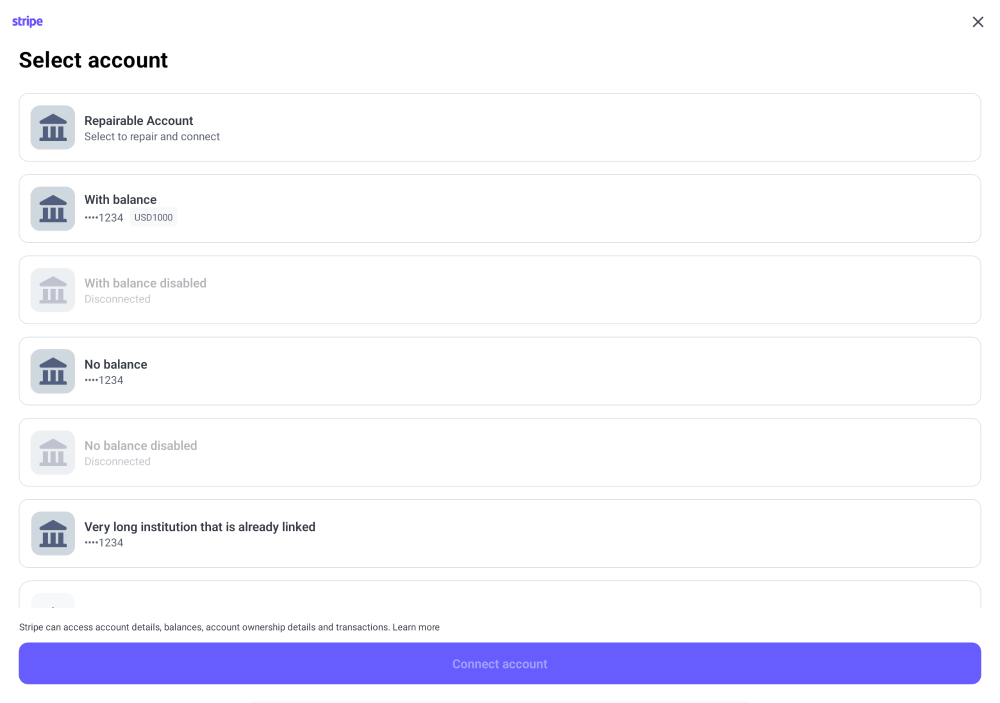 stripe
Select account
Repairable Account
Select to repair and connect
With balance
••••1234 USD1000
With balance disabled
Disconnected
No balance
••••1234
No balance disabled
Disconnected
Very long institution that is already linked
••••1234
Stripe can access account details, balances, account ownership details and transactions. Learn more
Connect account